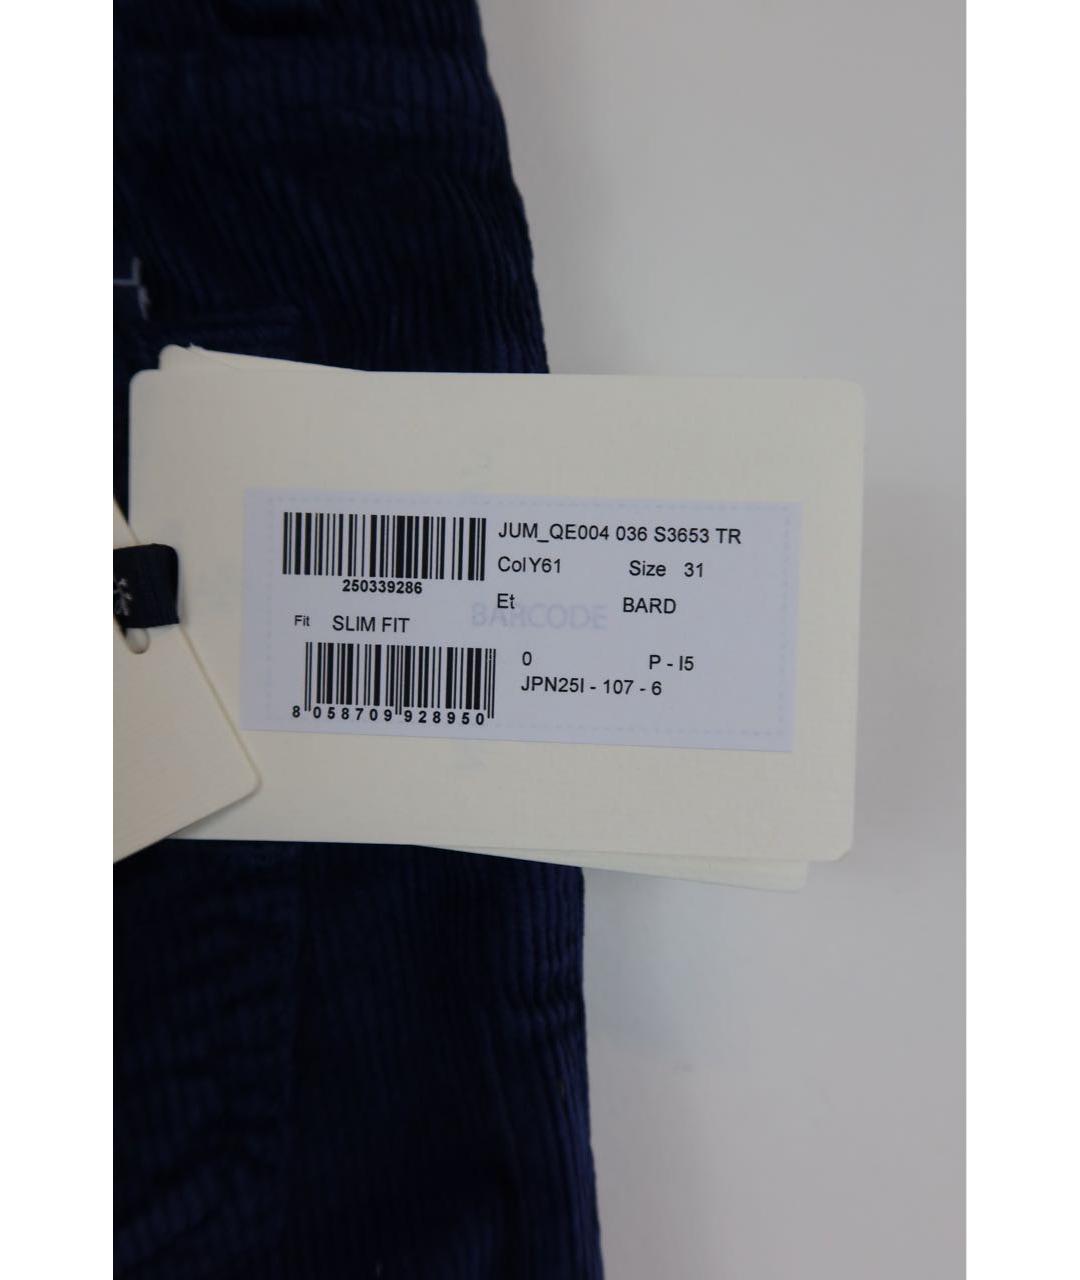 JUM_QE004 036 S3653 TR
250339286
Col Y61 Size 31
Et BARD
BARCODE
Fit SLIM FIT
0 P - I5
JPN25I - 107 - 6
8 058709 928950